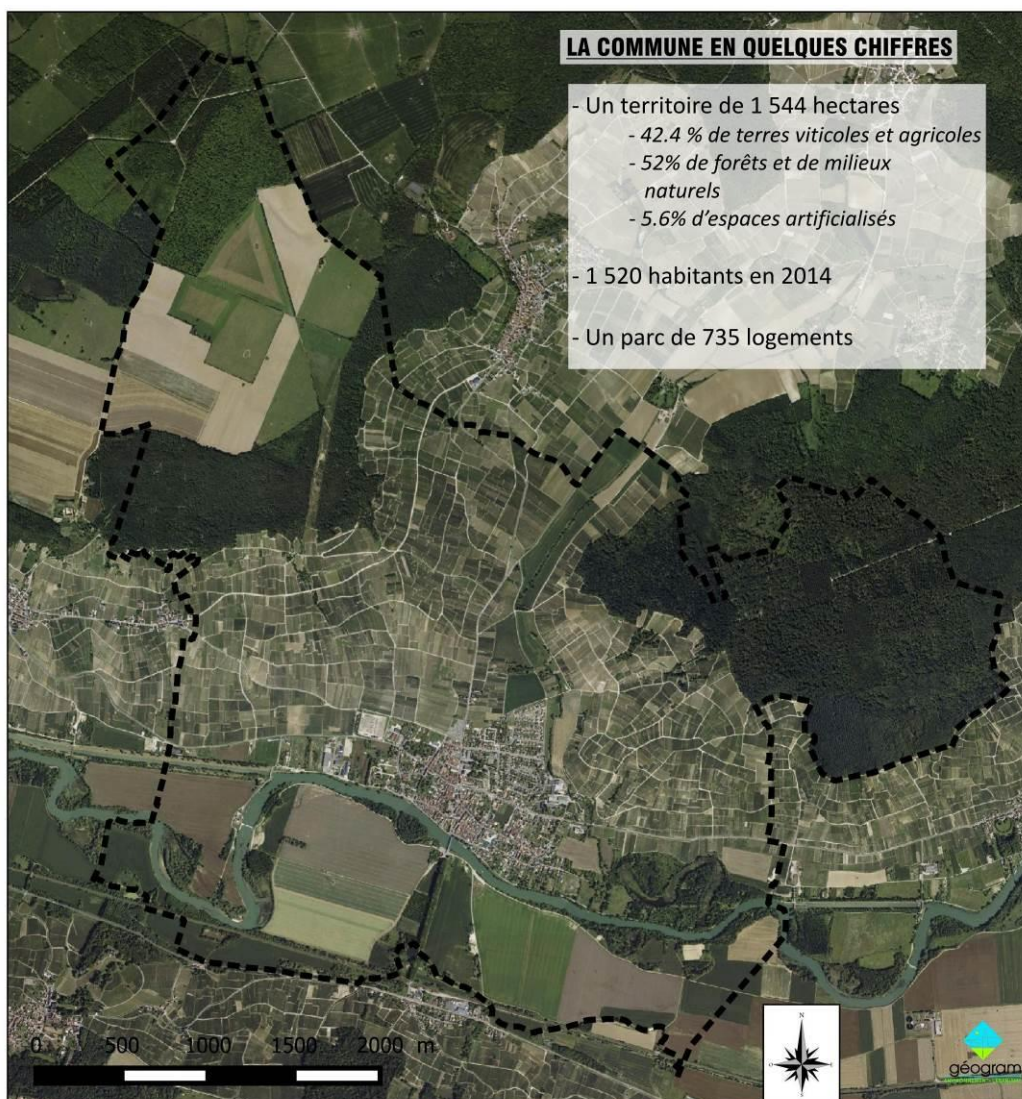 LA COMMUNE EN QUELQUES CHIFFRES
- Un territoire de 1 544 hectares
- 42.4 % de terres viticoles et agricoles
- 52% de forêts et de milieux
naturels
- 5.6% d'espaces artificialisés
- 1 520 habitants en 2014
- Un parc de 735 logements
0 500 1000 1500 2000 m
N
O E
S
géogram